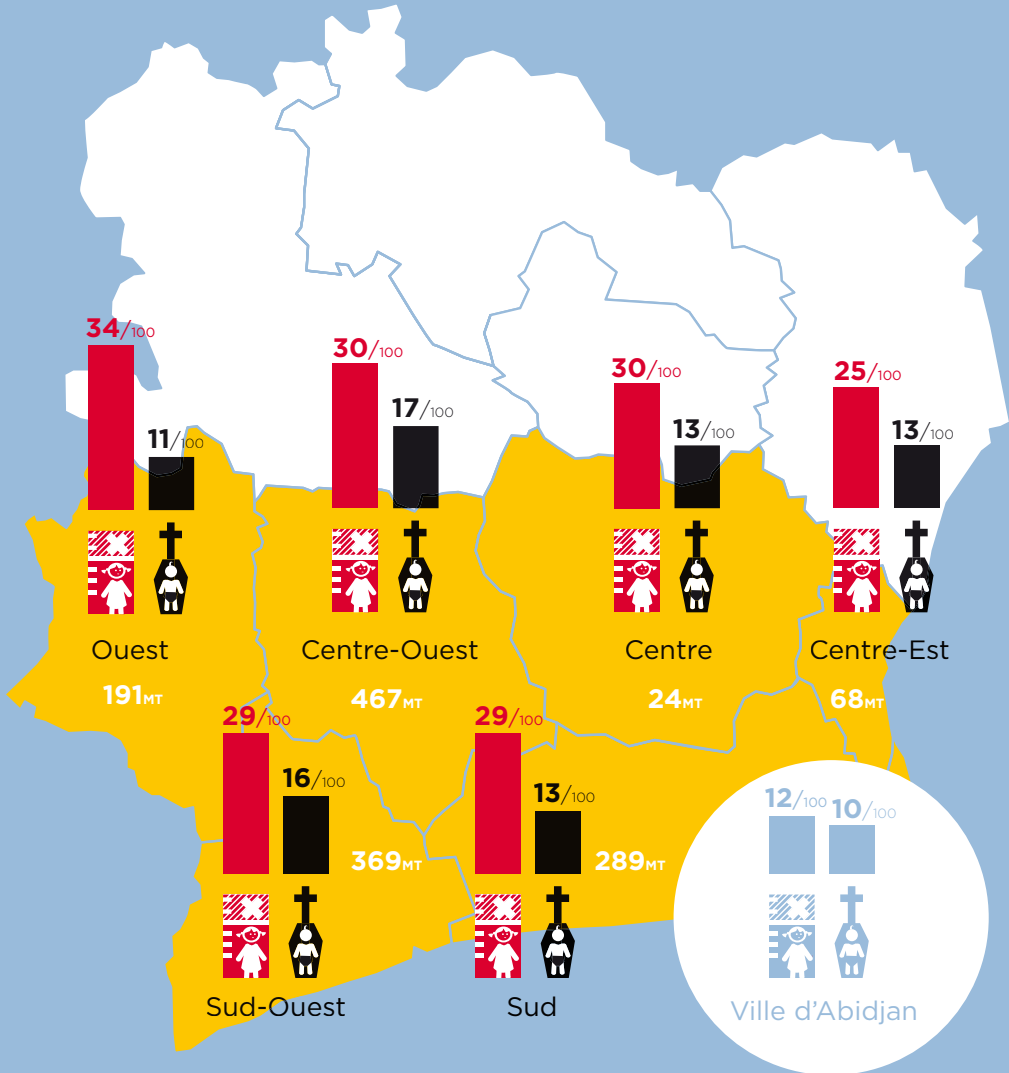 34/100
11/100
Ouest
191MT
30/100
17/100
Centre-Ouest
467MT
30/100
13/100
Centre
24MT
25/100
13/100
Centre-Est
68MT
29/100
16/100
369MT
Sud-Ouest
29/100
13/100
289MT
Sud
12/100
10/100
Ville d'Abidjan